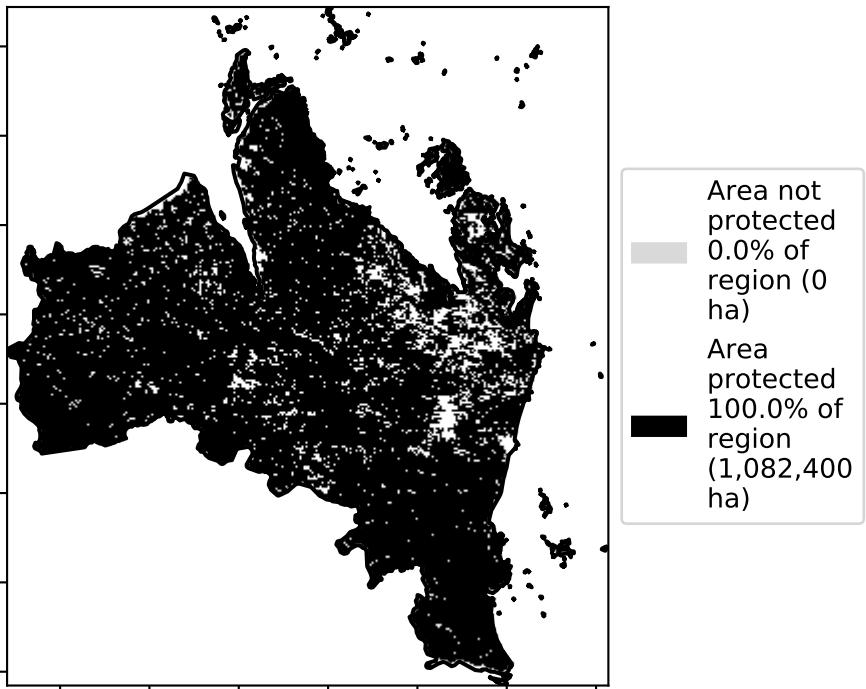 Area not
protected
0.0% of
region (0
ha)
Area
protected
100.0% of
region
(1,082,400
ha)